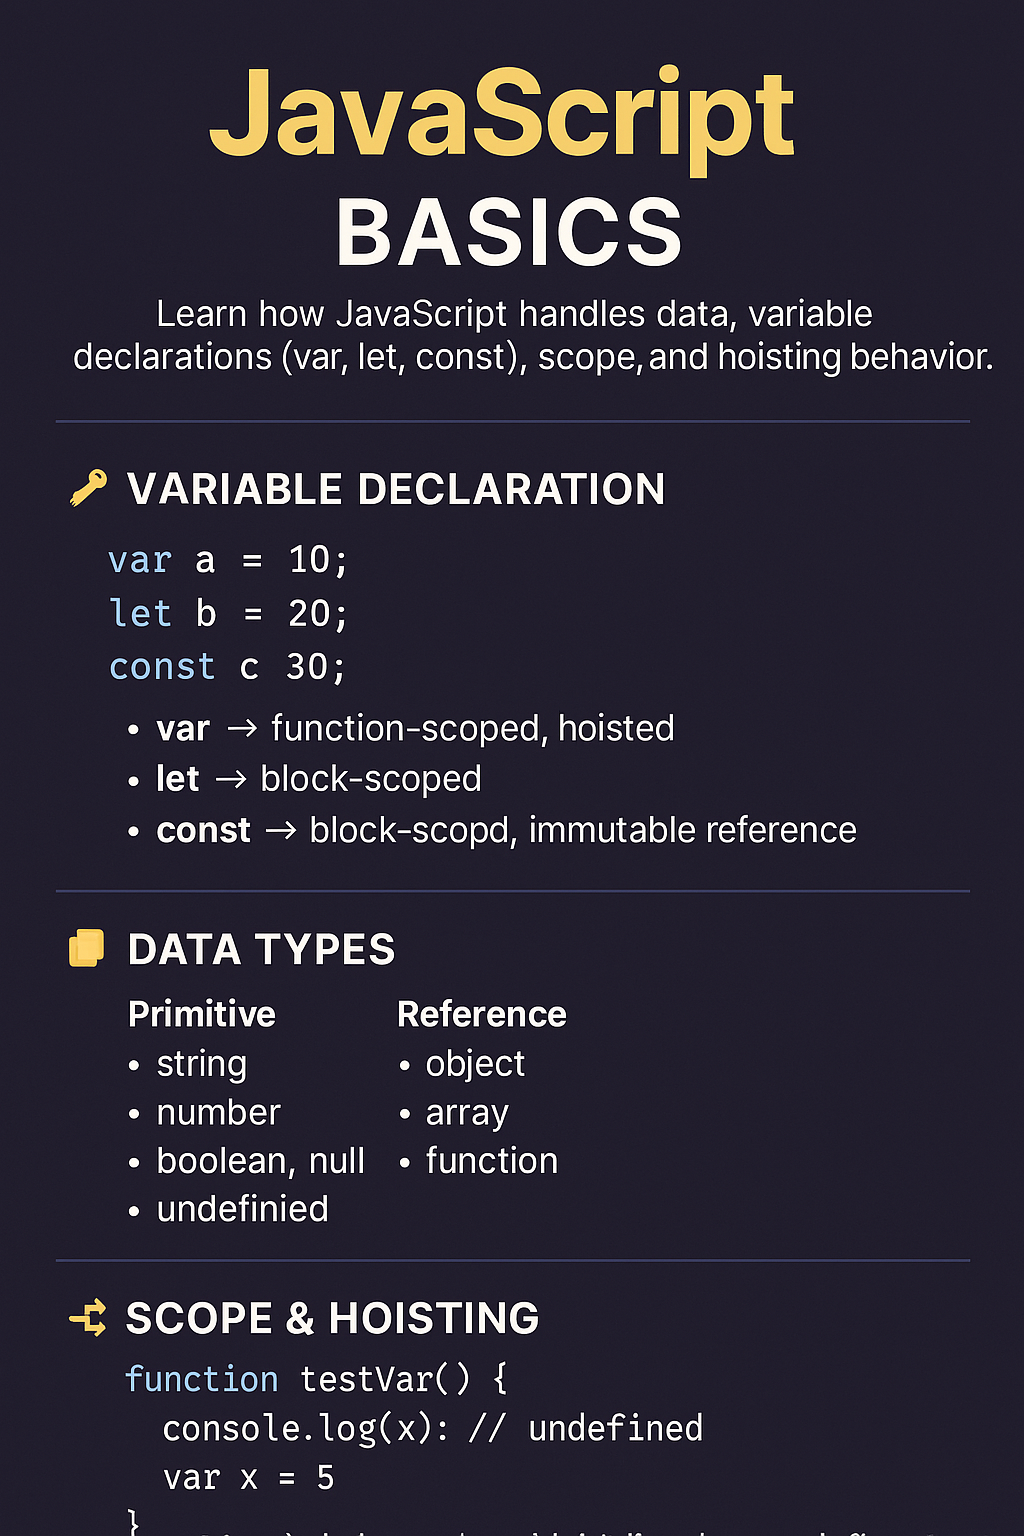 JavaScript
BASICS
Learn how JavaScript handles data, variable
declarations (var, let, const), scope, and hoisting behavior.
VARIABLE DECLARATION
var a = 10;
let b = 20;
const c 30;
• var → function-scoped, hoisted
• let → block-scoped
• const → block-scopd, immutable reference
DATA TYPES
Primitive Reference
• string • object
• number • array
• boolean, null • function
• undefinied
SCOPE & HOISTING
function testVar() {
console.log(x): // undefined
var x = 5
}